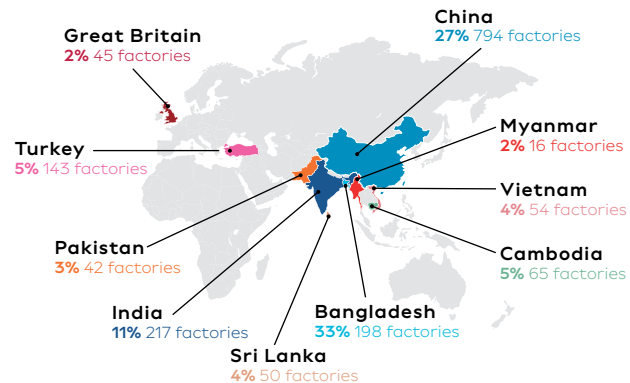 China
27% 794 factories
Great Britain
2% 45 factories
Myanmar
2% 16 factories
Turkey
5% 143 factories
Vietnam
4% 54 factories
Pakistan
3% 42 factories
Cambodia
5% 65 factories
India
11% 217 factories
Bangladesh
33% 198 factories
Sri Lanka
4% 50 factories